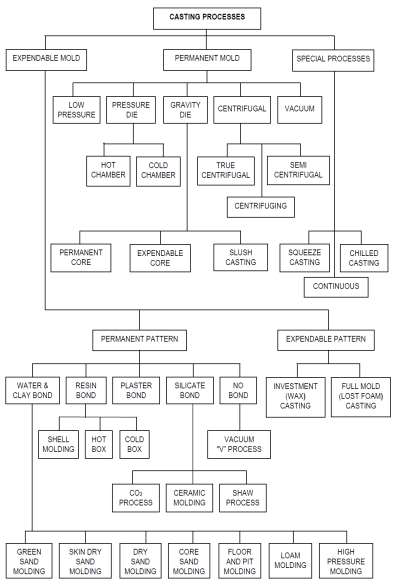 CASTING PROCESSES
EXPENDABLE MOLD
PERMANENT MOLD
SPECIAL PROCESSES
LOW
PRESSURE
PRESSURE
DIE
GRAVITY
DIE
CENTRIFUGAL
VACUUM
HOT
CHAMBER
COLD
CHAMBER
TRUE
CENTRIFUGAL
SEMI
CENTRIFUGAL
CENTRIFUGING
PERMANENT
CORE
EXPENDABLE
CORE
SLUSH
CASTING
SQUEEZE
CASTING
CHILLED
CASTING
CONTINUOUS
PERMANENT PATTERN
EXPENDABLE PATTERN
WATER &
CLAY BOND
RESIN
BOND
PLASTER
BOND
SILICATE
BOND
NO
BOND
INVESTMENT
(WAX)
CASTING
FULL MOLD
(LOST FOAM)
CASTING
SHELL
MOLDING
HOT
BOX
COLD
BOX
VACUUM
"V" PROCESS
CO₂
PROCESS
CERAMIC
MOLDING
SHAW
PROCESS
GREEN
SAND
MOLDING
SKIN DRY
SAND
MOLDING
DRY
SAND
MOLDING
CORE
SAND
MOLDING
FLOOR
AND PIT
MOLDING
LOAM
MOLDING
HIGH
PRESSURE
MOLDING